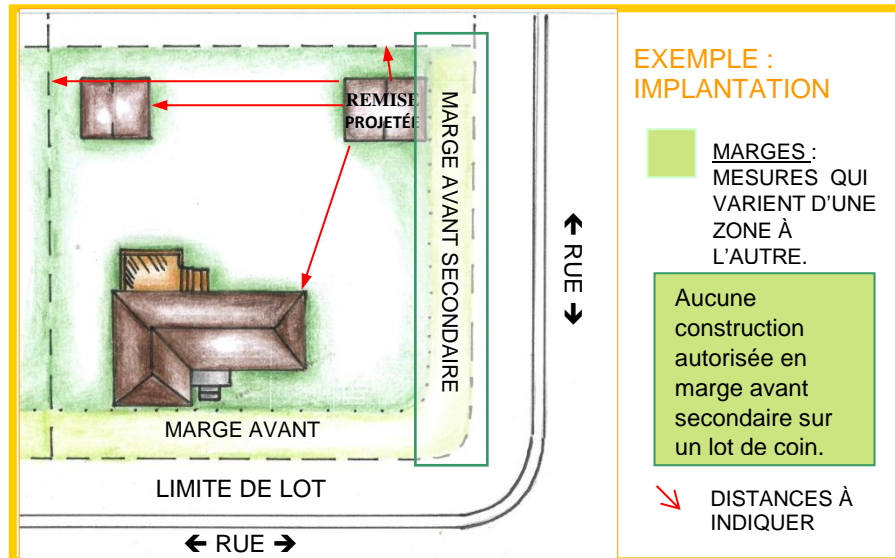 REMISE
PROJETÉE
MARGE AVANT SECONDAIRE
← RUE →
MARGE AVANT
LIMITE DE LOT
← RUE →
EXEMPLE :
IMPLANTATION
MARGES :
MESURES QUI
VARIENT D'UNE
ZONE À
L'AUTRE.
Aucune
construction
autorisée en
marge avant
secondaire sur
un lot de coin.
DISTANCES À
INDIQUER